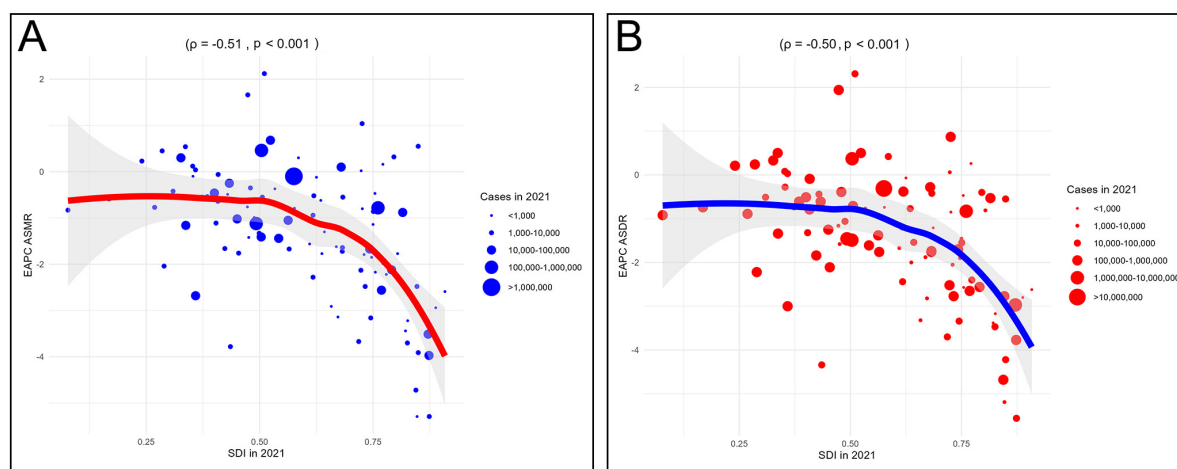 A
(ρ = -0.51 , p < 0.001 )
EAPC ASMR
2
0
-2
-4
0.25
0.50
0.75
SDI in 2021
Cases in 2021
<1,000
1,000-10,000
10,000-100,000
100,000-1,000,000
>1,000,000
B
(ρ = -0.50, p < 0.001 )
EAPC ASDR
2
0
-2
-4
0.25
0.50
0.75
SDI in 2021
Cases in 2021
<1,000
1,000-10,000
10,000-100,000
100,000-1,000,000
1,000,000-10,000,000
>10,000,000